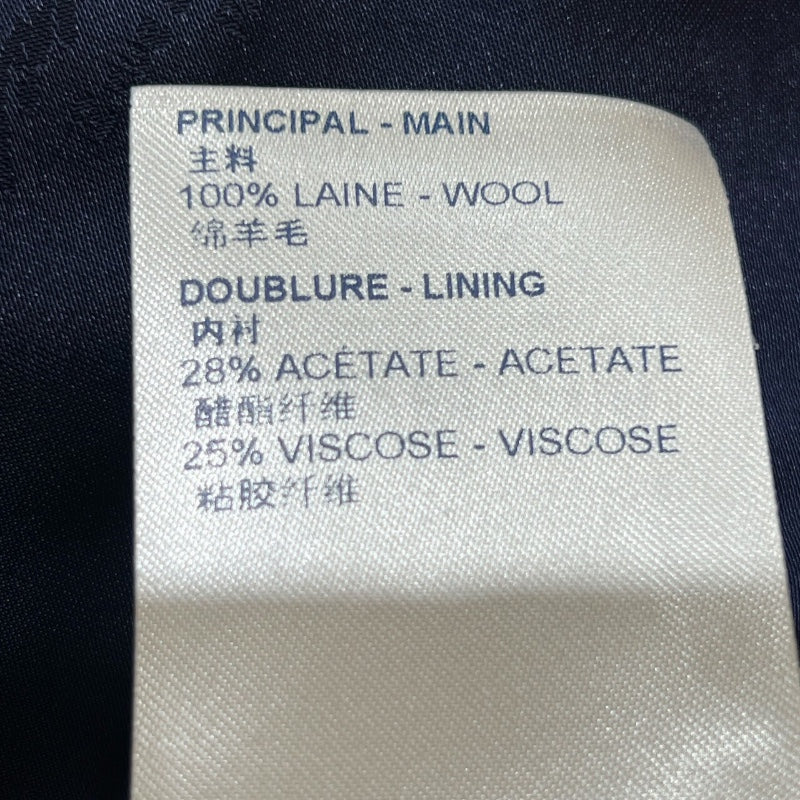 PRINCIPAL - MAIN
主料
100% LAINE - WOOL
绵羊毛
DOUBLURE - LINING
内衬
28% ACÉTATE - ACETATE
醋酯纤维
25% VISCOSE - VISCOSE
粘胶纤维